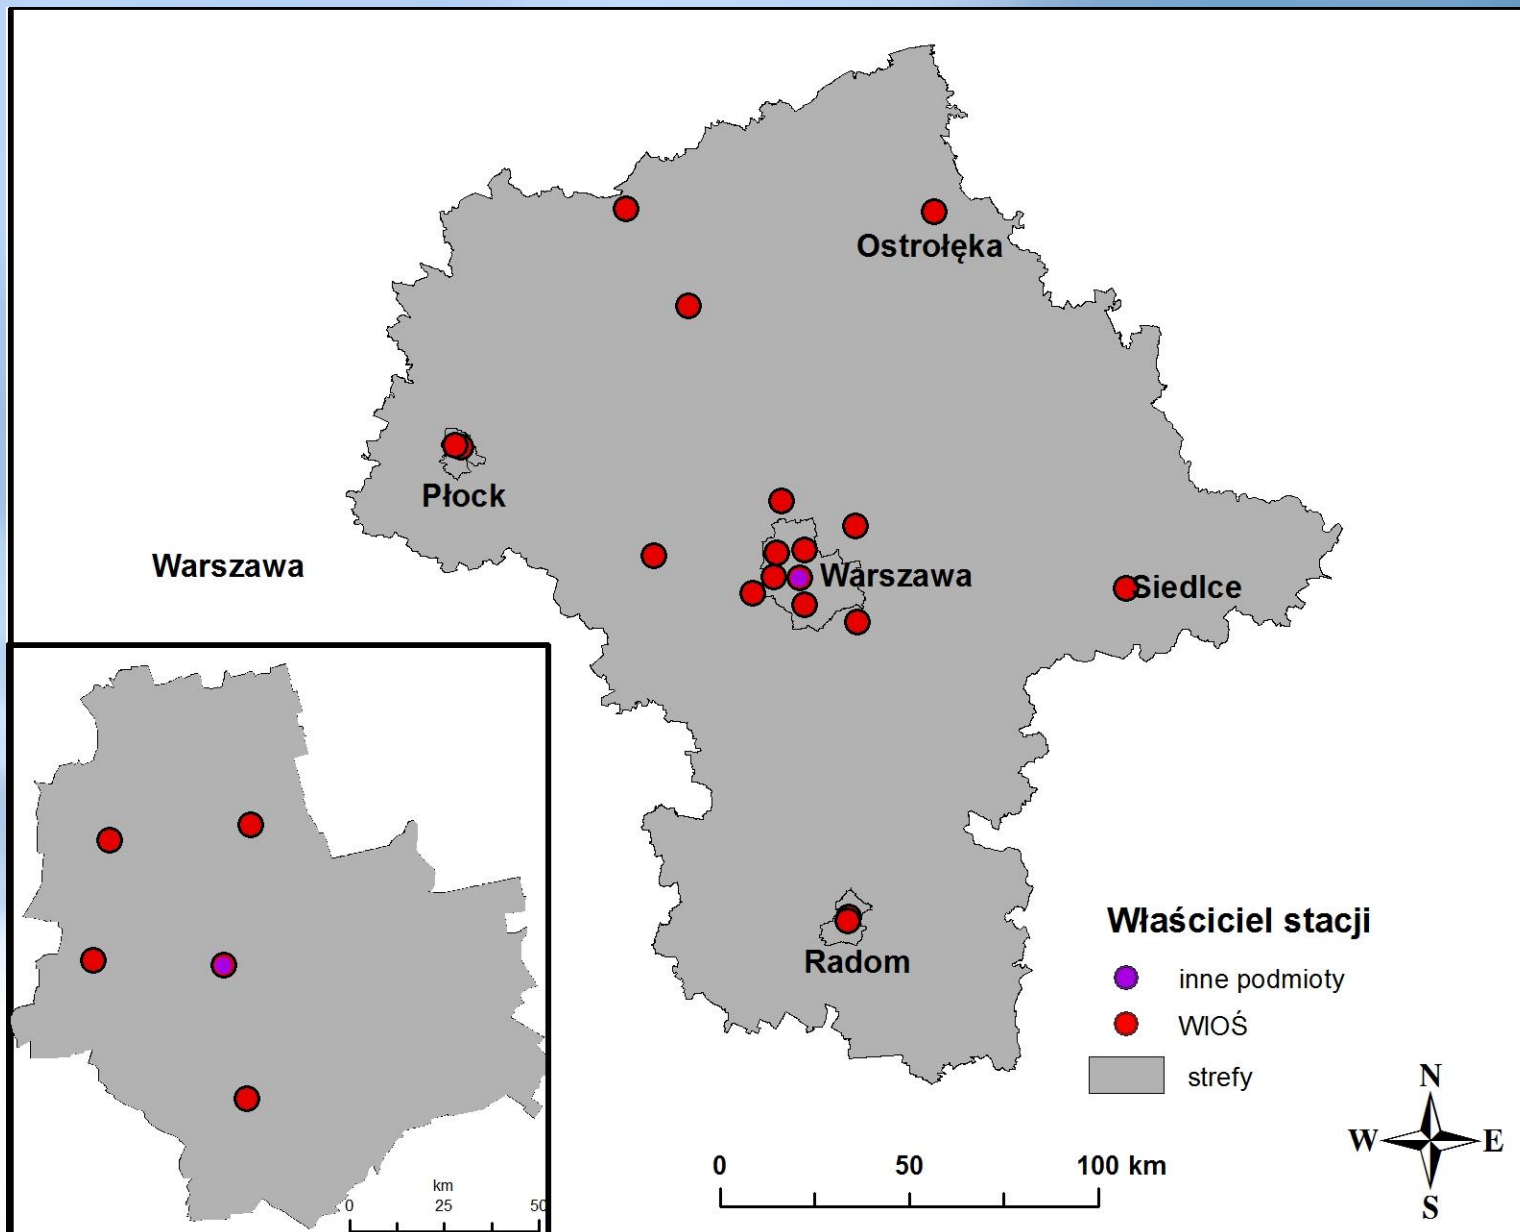 Ostrołęka
Płock
Warszawa
Warszawa
Siedlce
Radom
Właściciel stacji
inne podmioty
WIOŚ
strefy
N
W E
S
0 50 100 km
km
0 25 50